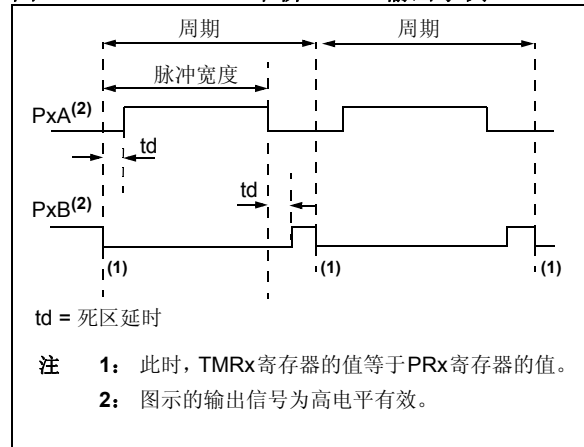 周期 周期
脉冲宽度
PxA(2)
td
td
PxB(2)
(1) (1) (1)
td = 死区延时
注 1： 此时，TMRx寄存器的值等于PRx寄存器的值。
2： 图示的输出信号为高电平有效。